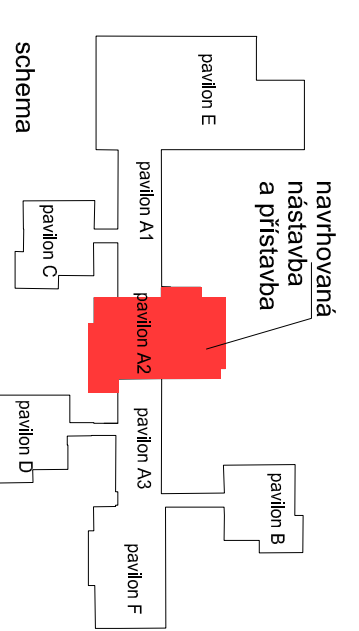 navrhovaná
nástavba
a přístavba
pavilon E
pavilon A1
pavilon C
pavilon A2
pavilon A3
pavilon B
pavilon D
pavilon F
schema